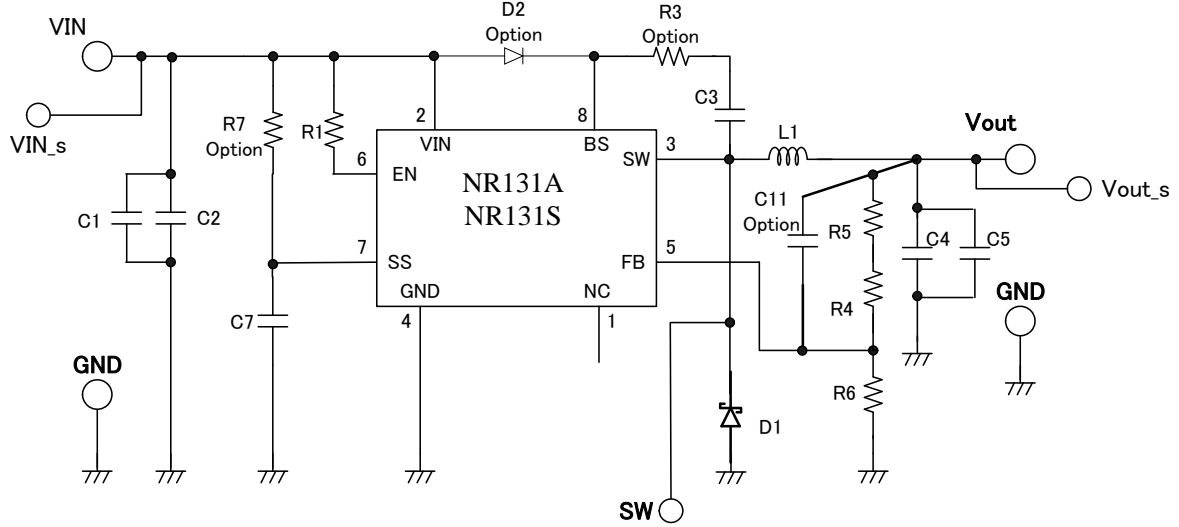 D2
Option
R3
Option
VIN
C3
VIN_s
R7
Option
R1
2
VIN
8
BS
L1
Vout
6
EN
SW
3
NR131A
NR131S
Vout_s
C1
C2
C11
Option
R5
C4
C5
7
SS
FB
5
GND
NC
R4
GND
C7
4
1
GND
R6
D1
SW